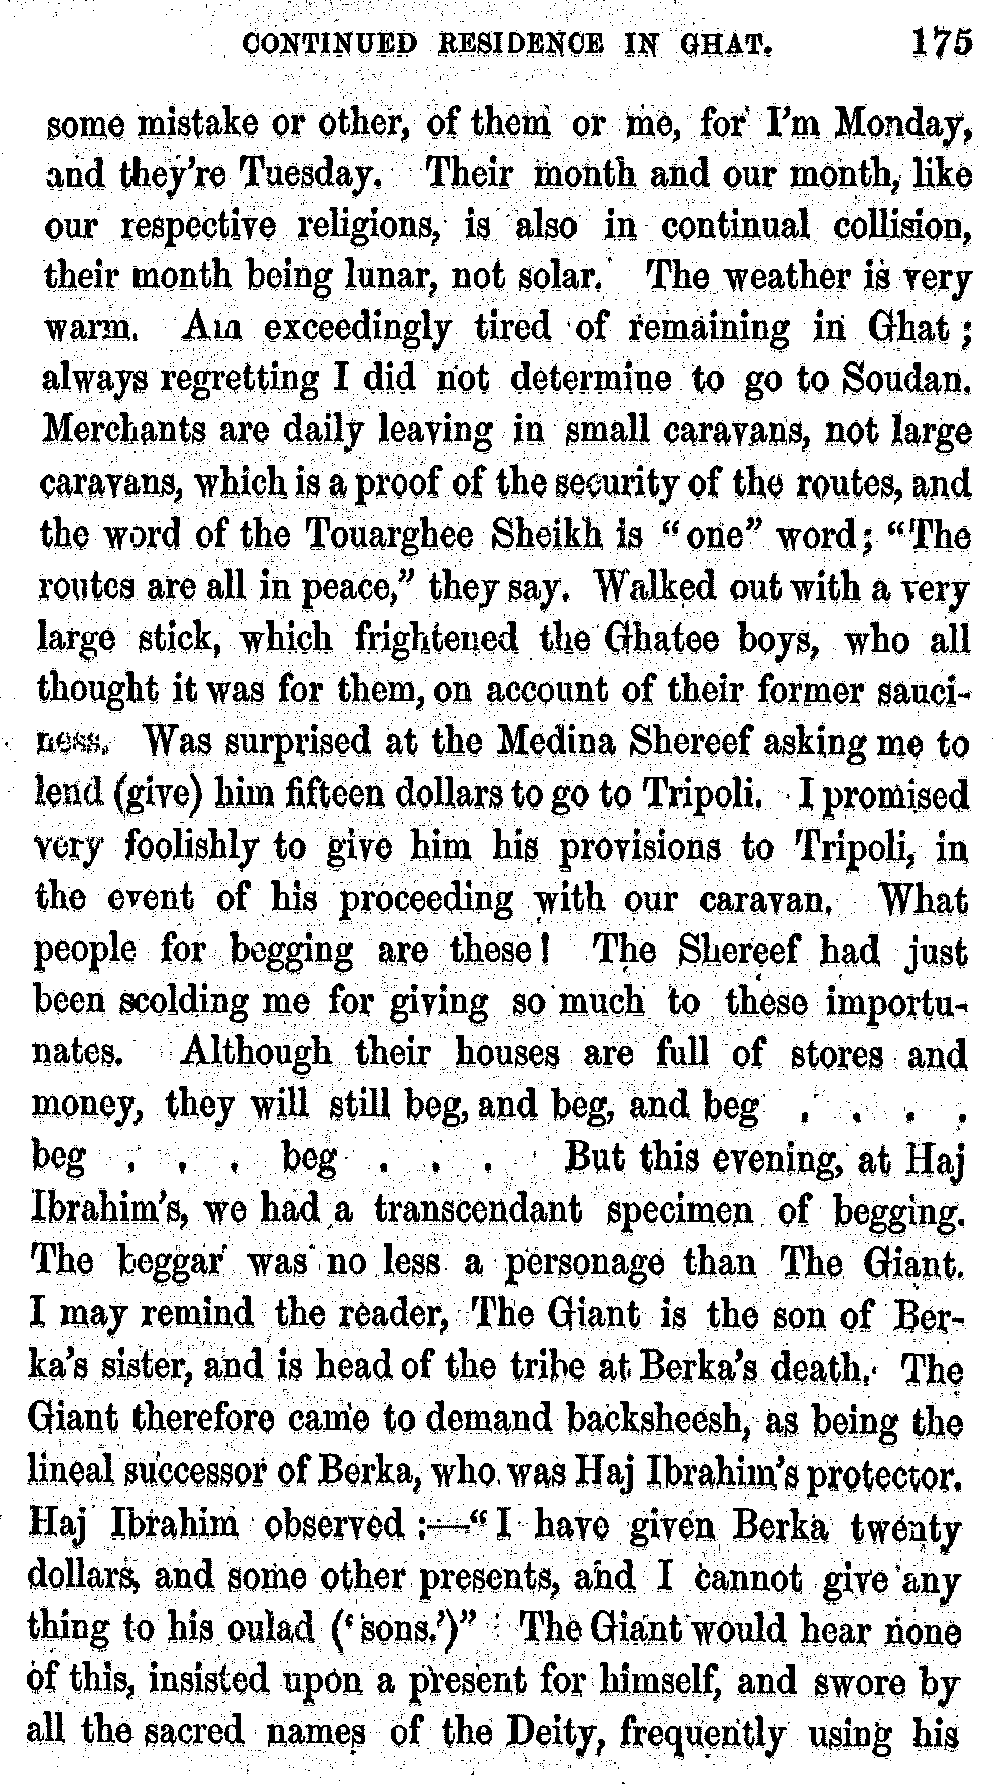 CONTINUED RESIDENCE IN GHAT. 175
some mistake or other, of them or me, for I'm Monday,
and they're Tuesday. Their month and our month, like
our respective religions, is also in continual collision,
their month being lunar, not solar. The weather is very
warm. Am exceedingly tired of remaining in Ghat;
always regretting I did not determine to go to Soudan.
Merchants are daily leaving in small caravans, not large
caravans, which is a proof of the security of the routes, and
the word of the Touarghee Sheikh is "one" word; "The
routes are all in peace," they say. Walked out with a very
large stick, which frightened the Ghatee boys, who all
thought it was for them, on account of their former sauci-
ness. Was surprised at the Medina Shereef asking me to
lend (give) him fifteen dollars to go to Tripoli. I promised
very foolishly to give him his provisions to Tripoli, in
the event of his proceeding with our caravan. What
people for begging are these! The Shereef had just
been scolding me for giving so much to these importu-
nates. Although their houses are full of stores and
money, they will still beg, and beg, and beg . . . .
beg . . . beg . . . But this evening, at Haj
Ibrahim's, we had a transcendant specimen of begging.
The beggar was no less a personage than The Giant.
I may remind the reader, The Giant is the son of Ber-
ka's sister, and is head of the tribe at Berka's death. The
Giant therefore came to demand backsheesh, as being the
lineal successor of Berka, who was Haj Ibrahim's protector.
Haj Ibrahim observed :—"I have given Berka twenty
dollars, and some other presents, and I cannot give any
thing to his oulad ('sons.')" The Giant would hear none
of this, insisted upon a present for himself, and swore by
all the sacred names of the Deity, frequently using his